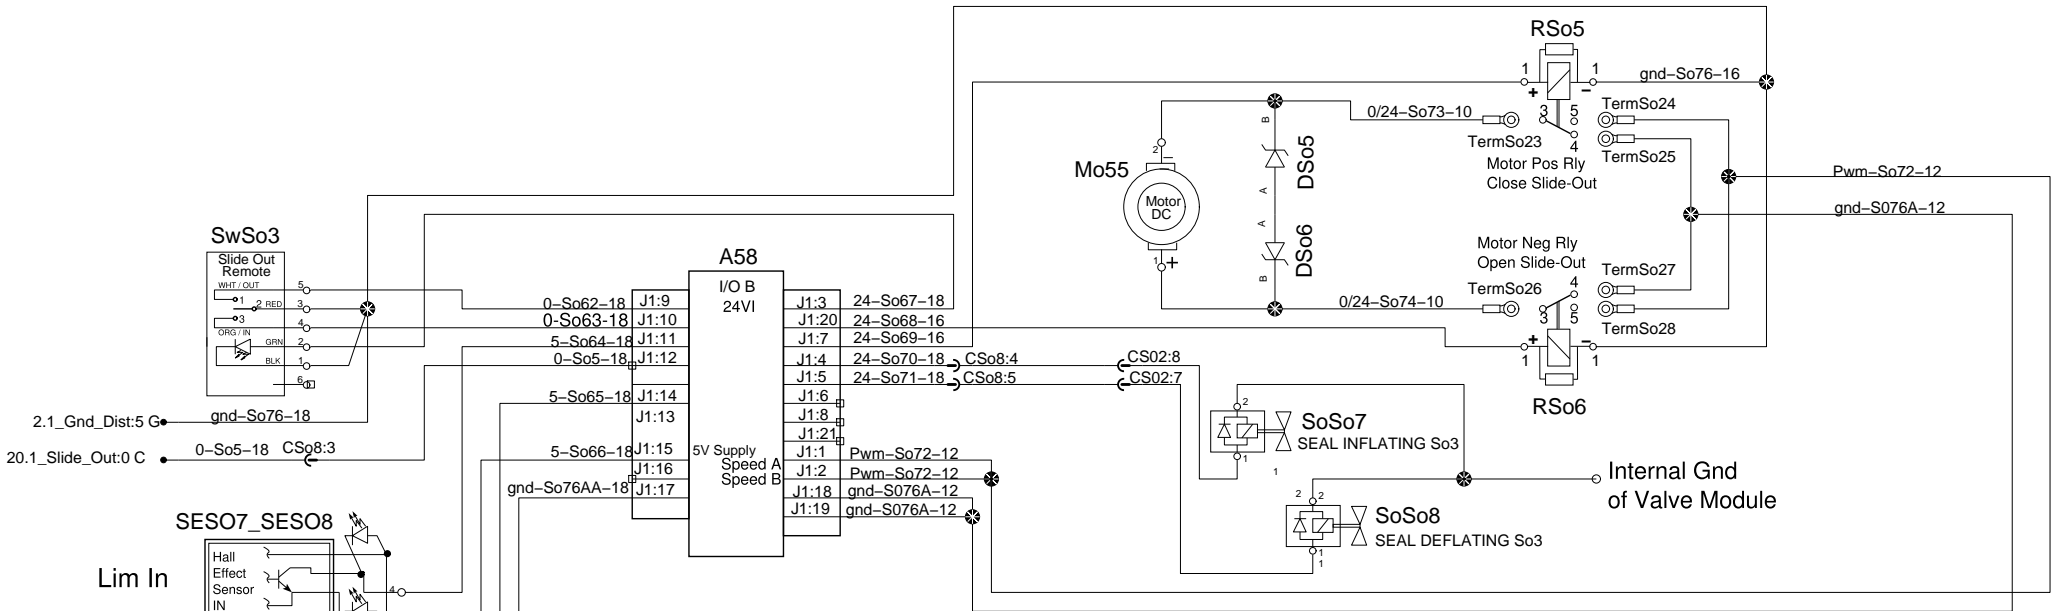 RSo5
1
1
gnd–So76–16
+
–
3
5
4
TermSo24
TermSo25
0/24–So73–10
TermSo23
Motor Pos Rly
Close Slide–Out
Pwm–So72–12
gnd–S076A–12
Mo55
2
–
Motor
DC
1
+
B
DSo5
A
A
DSo6
B
Motor Neg Rly
Open Slide–Out
TermSo26
TermSo27
TermSo28
0/24–So74–10
4
3
5
+
–
1
1
RSo6
SwSo3
Slide Out
Remote
WHT / OUT
5
1
2
RED
3
3
4
ORG / IN
GRN
2
BLK
1
6
A58
I/O B
24VI
5V Supply
Speed A
Speed B
0–So62–18
J1:9
0–So63–18
J1:10
5–So64–18
J1:11
0–So5–18
J1:12
5–So65–18
J1:14
J1:13
5–So66–18
J1:15
J1:16
gnd–So76AA–18
J1:17
J1:3
24–So67–18
J1:20
24–So68–16
J1:7
24–So69–16
J1:4
24–So70–18
CSo8:4
CS02:8
J1:5
24–So71–18
CSo8:5
CS02:7
J1:6
J1:8
J1:21
J1:1
Pwm–So72–12
J1:2
Pwm–So72–12
J1:18
gnd–S076A–12
J1:19
gnd–S076A–12
2.1_Gnd_Dist:5 G
gnd–So76–18
20.1_Slide_Out:0 C
0–So5–18
CSo8:3
2
SoSo7
SEAL INFLATING So3
1
1
Internal Gnd
of Valve Module
2
2
SoSo8
SEAL DEFLATING So3
1
1
SESO7_SESO8
Hall
Effect
Sensor
IN
Lim In
4